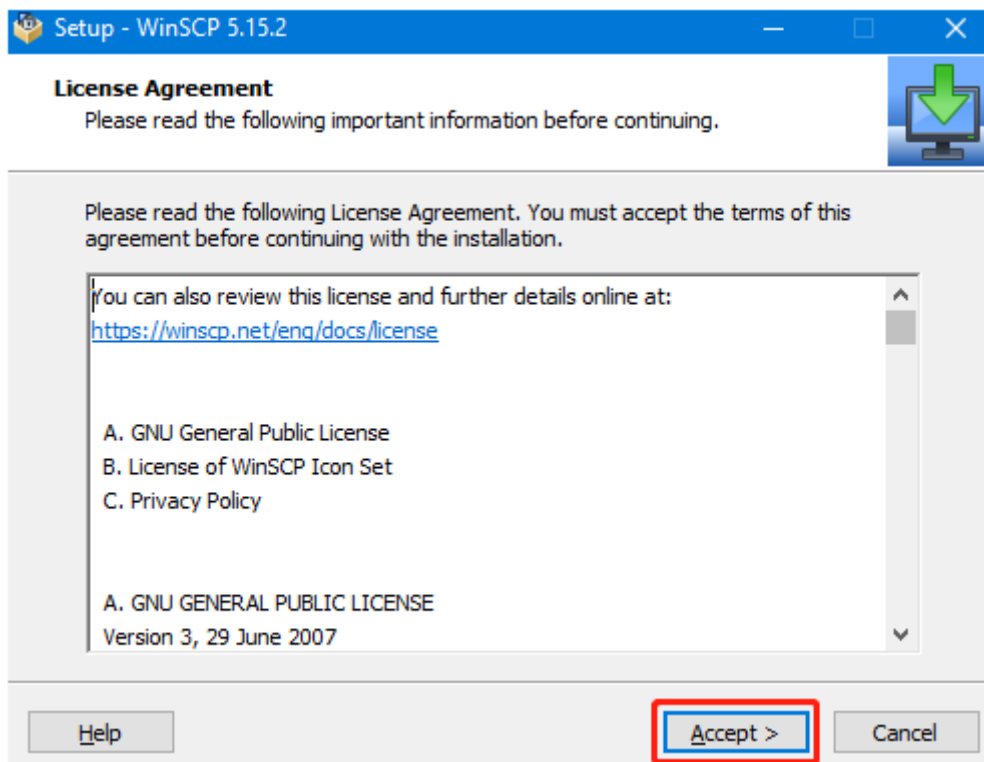 Setup - WinSCP 5.15.2
License Agreement
Please read the following important information before continuing.
Please read the following License Agreement. You must accept the terms of this
agreement before continuing with the installation.
You can also review this license and further details online at:
https://winscp.net/eng/docs/license
A. GNU General Public License
B. License of WinSCP Icon Set
C. Privacy Policy
A. GNU GENERAL PUBLIC LICENSE
Version 3, 29 June 2007
Help
Accept >
Cancel